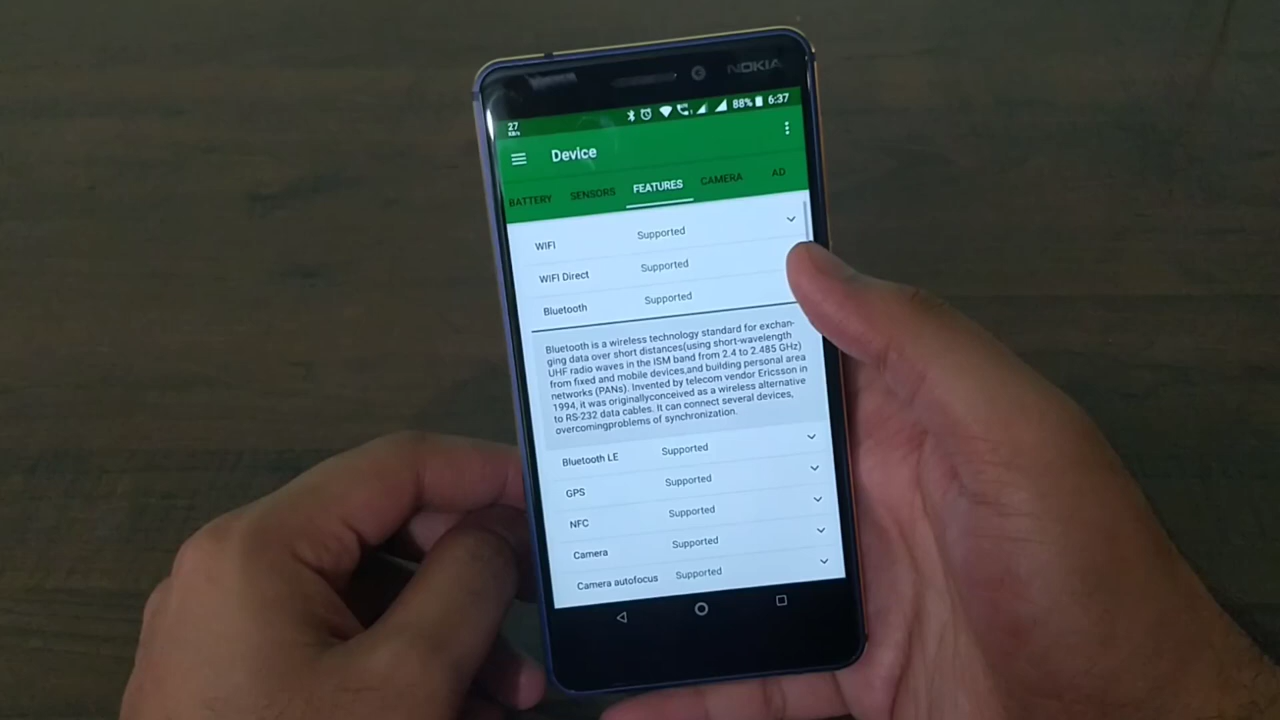 NOKIA
27
KB/s
88% 6:37
Device
BATTERY SENSORS FEATURES CAMERA AD
WIFI Supported
WIFI Direct Supported
Bluetooth Supported
Bluetooth is a wireless technology standard for exchan-
ging data over short distances(using short-wavelength
UHF radio waves in the ISM band from 2.4 to 2.485 GHz)
from fixed and mobile devices,and building personal area
networks (PANs). Invented by telecom vendor Ericsson in
1994, it was originallyconceived as a wireless alternative
to RS-232 data cables. It can connect several devices,
overcomingproblems of synchronization.
Bluetooth LE Supported
GPS Supported
NFC Supported
Camera Supported
Camera autofocus Supported